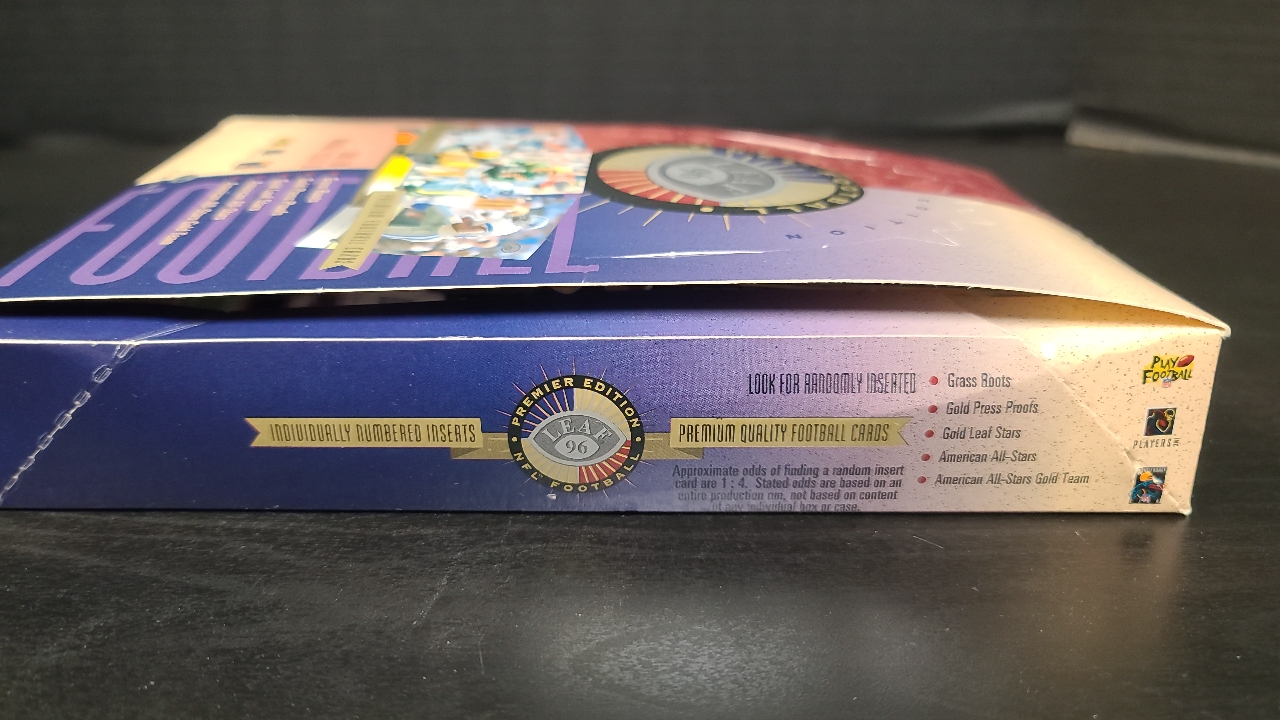 FOOTBALL
EDITION
LOOK FOR RANDOMLY INSERTED
• Grass Roots
• Gold Press Proofs
• Gold Leaf Stars
• American All-Stars
• American All-Stars Gold Team
INDIVIDUALLY NUMBERED INSERTS
PREMIER EDITION
LEAF
96
NFL FOOTBALL
PREMIUM QUALITY FOOTBALL CARDS
Approximate odds of finding a random insert
card are 1 : 4. Stated odds are based on an
entire production run, not based on content
of any individual box or case.
PLAY
FOOTBALL
PLAYERS